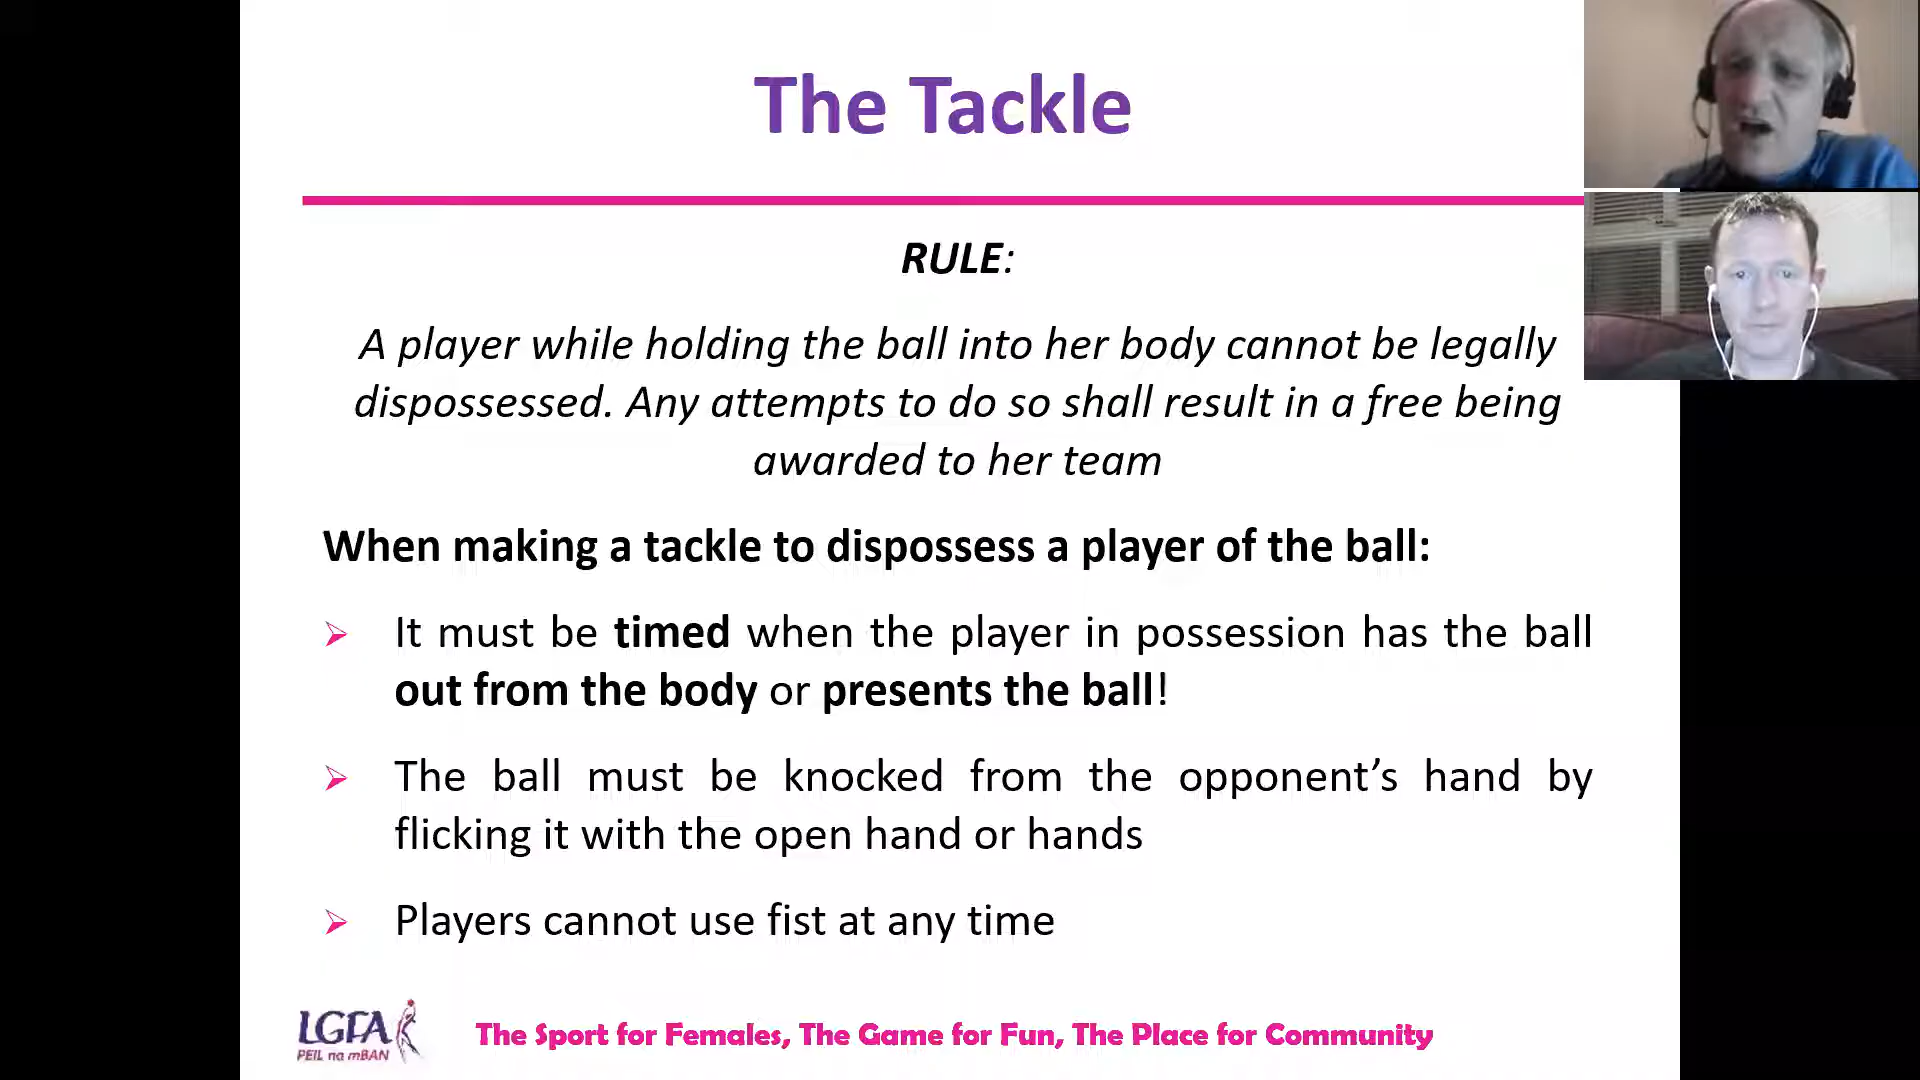 The Tackle
RULE:
A player while holding the ball into her body cannot be legally
dispossessed. Any attempts to do so shall result in a free being
awarded to her team
When making a tackle to dispossess a player of the ball:
It must be timed when the player in possession has the ball
out from the body or presents the ball!
The ball must be knocked from the opponent’s hand by
flicking it with the open hand or hands
Players cannot use fist at any time
LGFA
PEIL na mBAN
The Sport for Females, The Game for Fun, The Place for Community